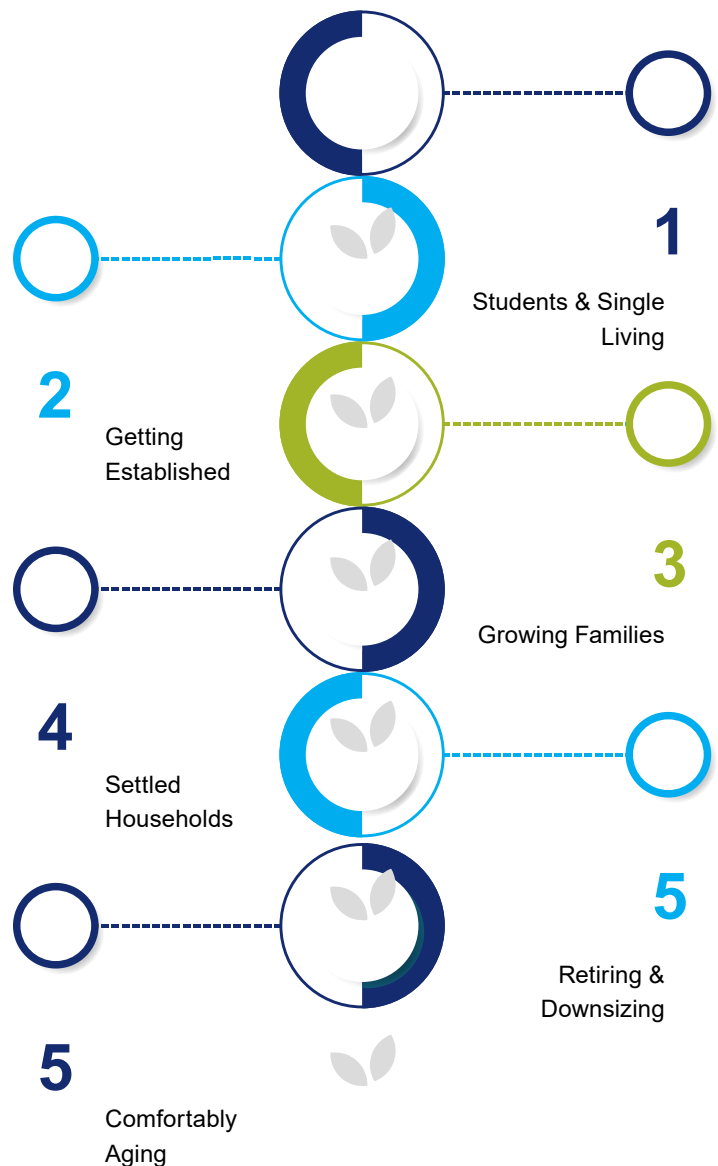 1
Students & Single
Living
2
Getting
Established
3
Growing Families
4
Settled
Households
5
Retiring &
Downsizing
5
Comfortably
Aging